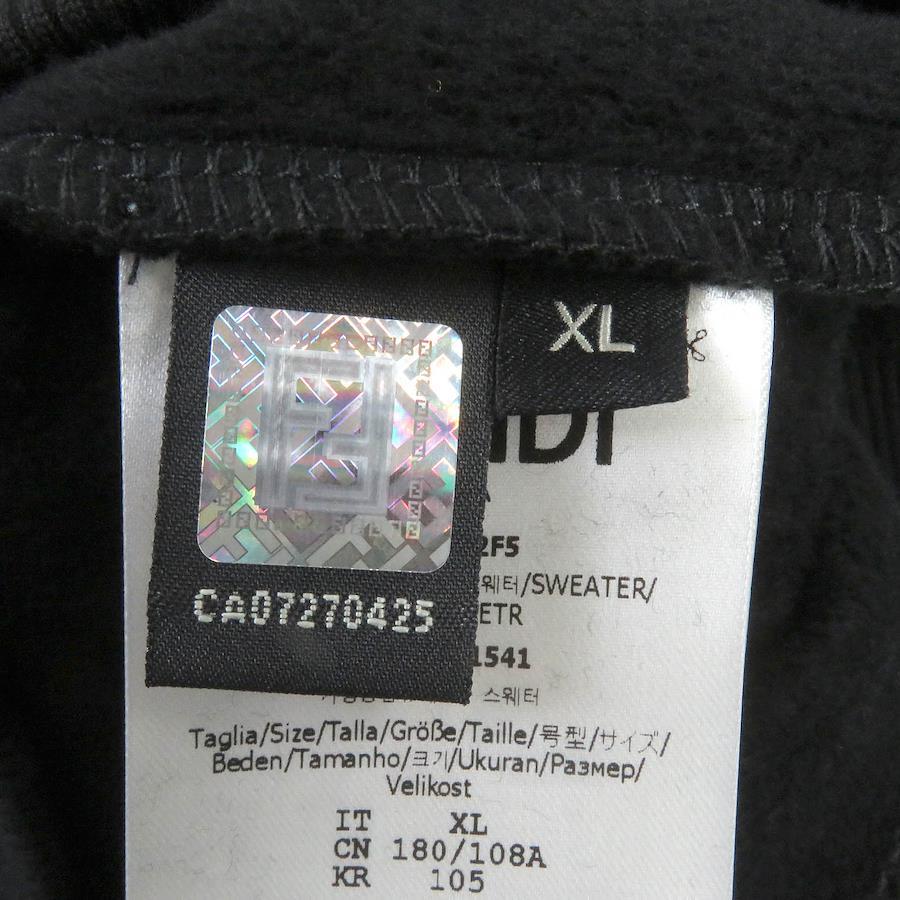 XL
CA07270425
2F5
스웨터/SWEATER/
ETR
1541
스웨터
Taglia/Size/Talla/Größe/Taille/号型/サイズ/
Beden/Tamanho/크기/Ukuran/Размер/
Velikost
IT XL
CN 180/108A
KR 105